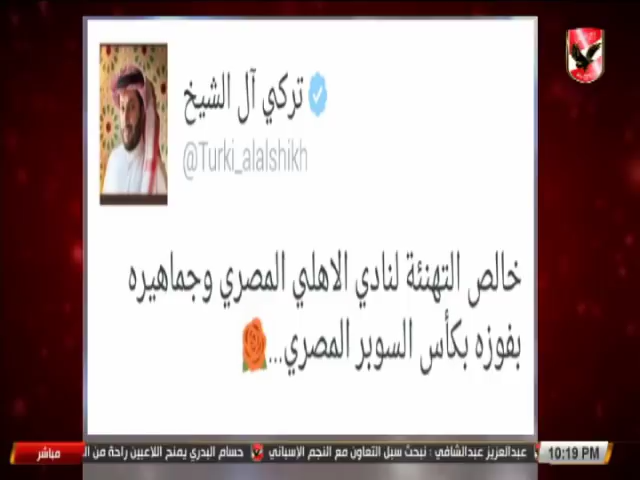 تركي آل الشيخ
@Turki_alalshikh
خالص التهنئة لنادي الاهلي المصري وجماهيره
بفوزه بكأس السوبر المصري...
مباشر
حسام البدري يمنح اللاعبين راحة من ال
عبدالعزيز عبدالشافي : نبحث سبل التعاون مع النجم الإسباني
10:19 PM